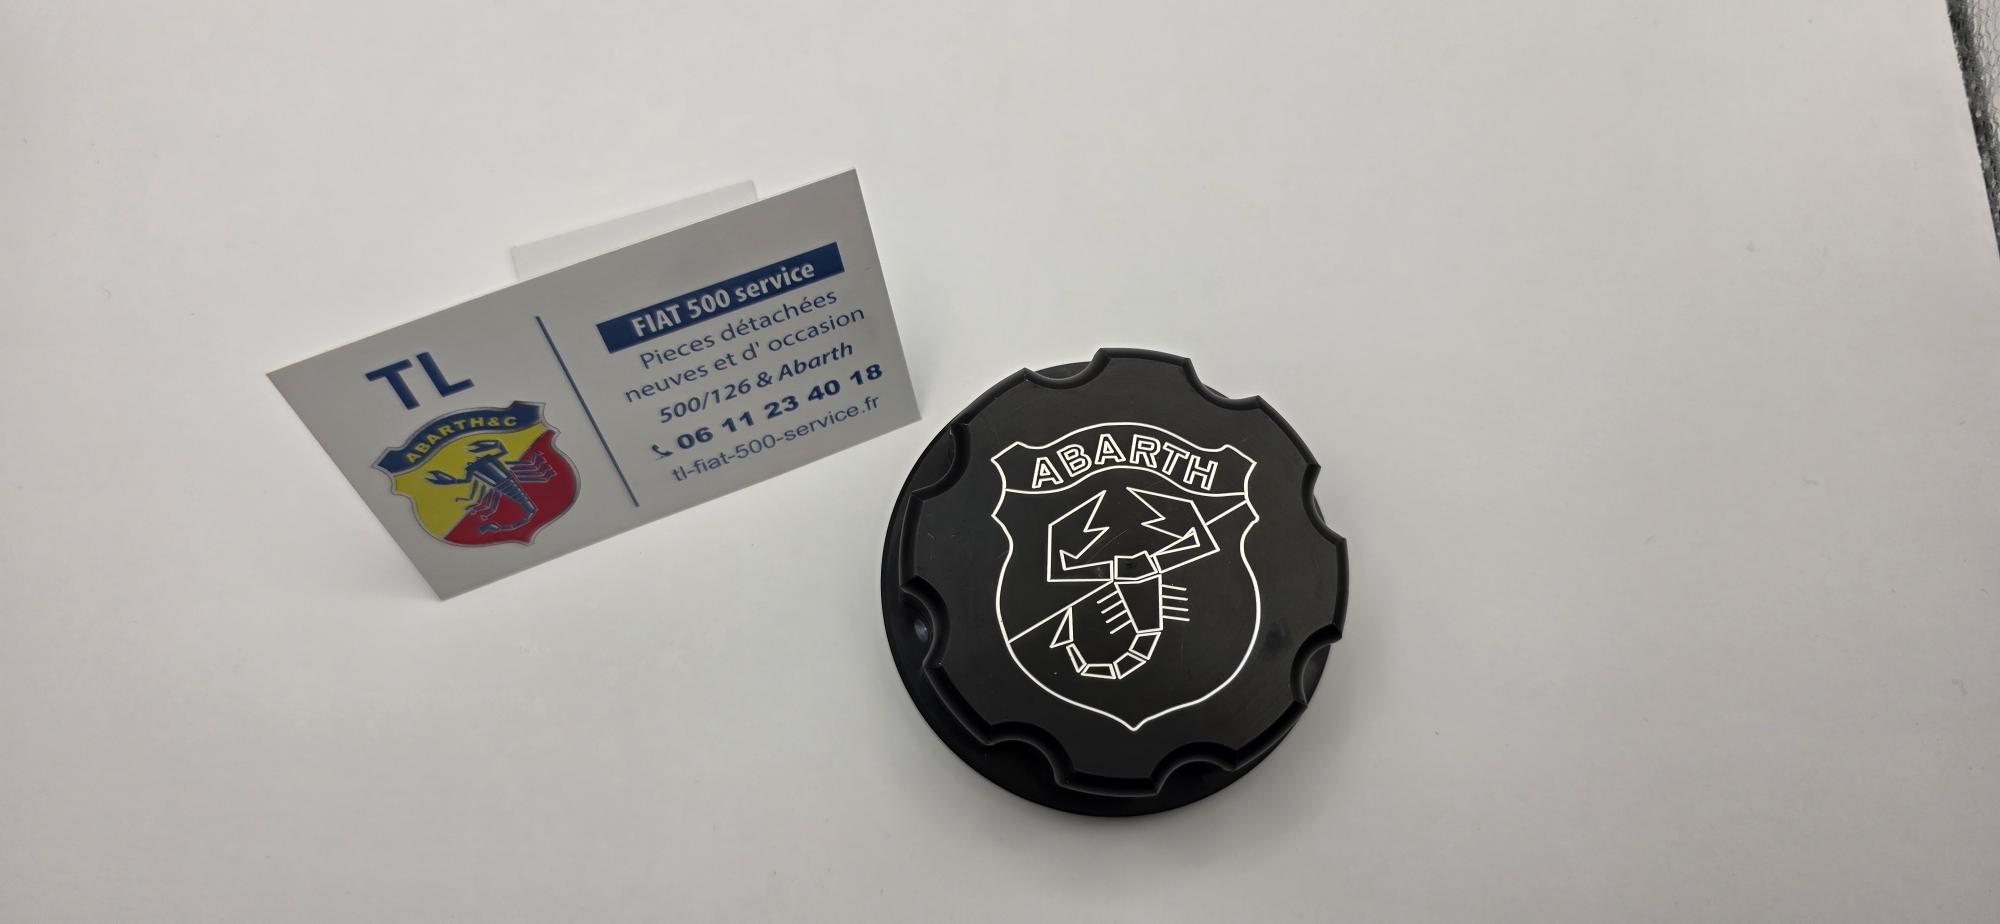 TL
ABARTH&C
FIAT 500 service
Pieces détachées
neuves et d' occasion
500/126 & Abarth
06 11 23 40 18
tl-fiat-500-service.fr
ABARTH